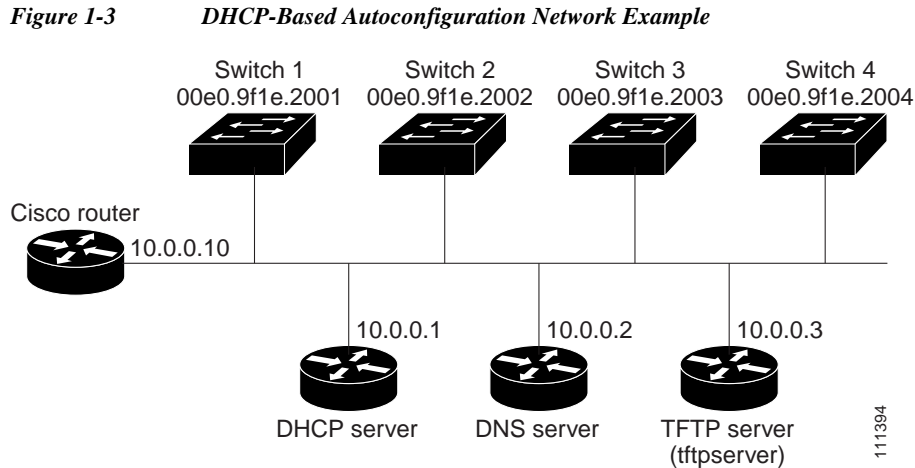 Figure 1-3 DHCP-Based Autoconfiguration Network Example
Switch 1
00e0.9f1e.2001
Switch 2
00e0.9f1e.2002
Switch 3
00e0.9f1e.2003
Switch 4
00e0.9f1e.2004
Cisco router
10.0.0.10
10.0.0.1
10.0.0.2
10.0.0.3
DHCP server
DNS server
TFTP server
(tftpserver)
111394